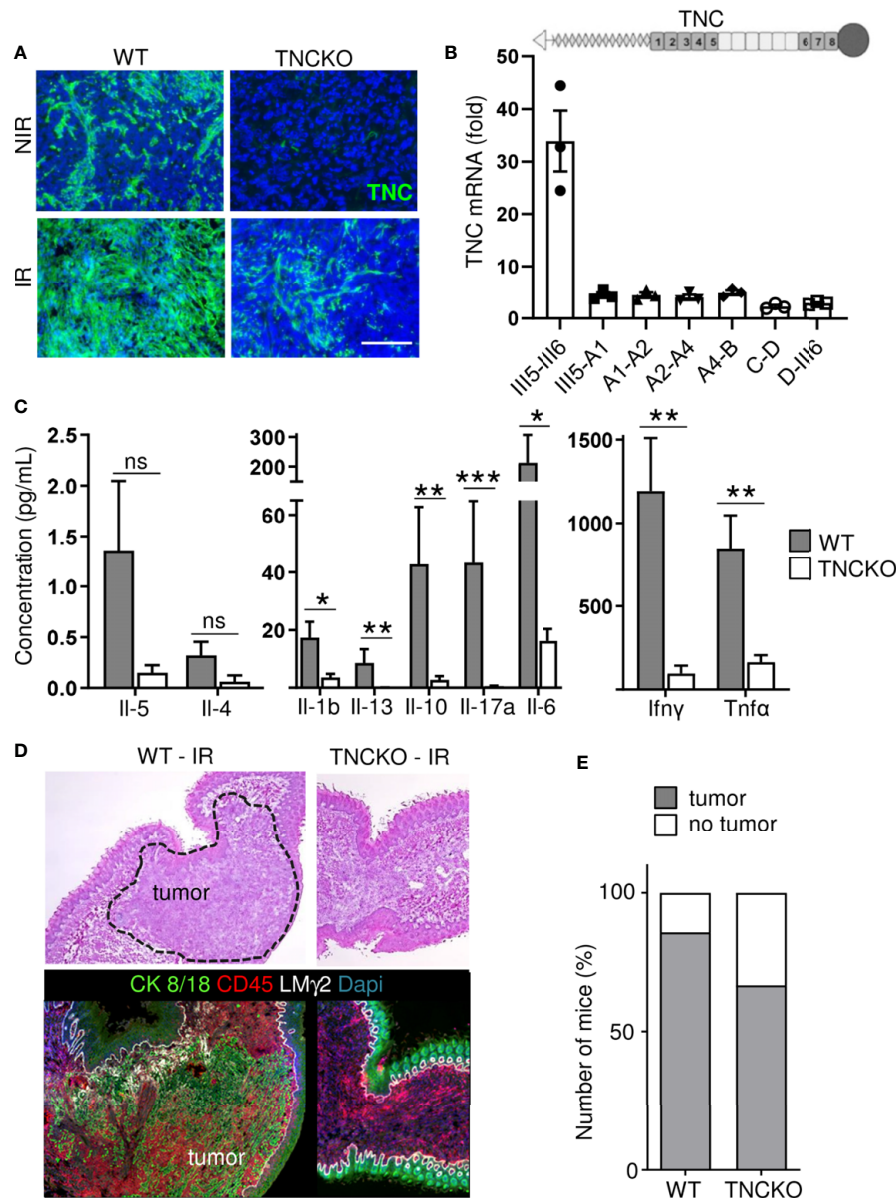 TNC
1 2 3 4 5 6 7 8
A
WT
TNCKO
NIR
TNC
IR
B
TNC mRNA (fold)
50
40
30
20
10
0
III5-III6
III5-A1
A1-A2
A2-A4
A4-B
C-D
D-III6
C
Concentration (pg/mL)
2.5
2.0
1.5
1.0
0.5
0.0
ns
ns
Il-5
Il-4
300
200
60
40
20
*
**
**
***
*
Il-1b
Il-13
Il-10
Il-17a
Il-6
1500
1000
500
**
**
Ifnγ
Tnfα
WT
TNCKO
D
WT - IR
TNCKO - IR
tumor
CK 8/18 CD45 LMγ2 Dapi
tumor
E
tumor
no tumor
Number of mice (%)
100
50
0
WT
TNCKO